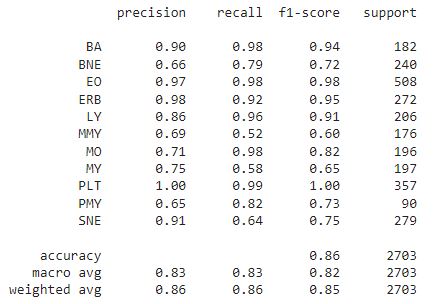 precision recall f1-score support
BA 0.90 0.98 0.94 182
BNE 0.66 0.79 0.72 240
EO 0.97 0.98 0.98 508
ERB 0.98 0.92 0.95 272
LY 0.86 0.96 0.91 206
MMY 0.69 0.52 0.60 176
MO 0.71 0.98 0.82 196
MY 0.75 0.58 0.65 197
PLT 1.00 0.99 1.00 357
PMY 0.65 0.82 0.73 90
SNE 0.91 0.64 0.75 279
accuracy 0.86 2703
macro avg 0.83 0.83 0.82 2703
weighted avg 0.86 0.86 0.85 2703